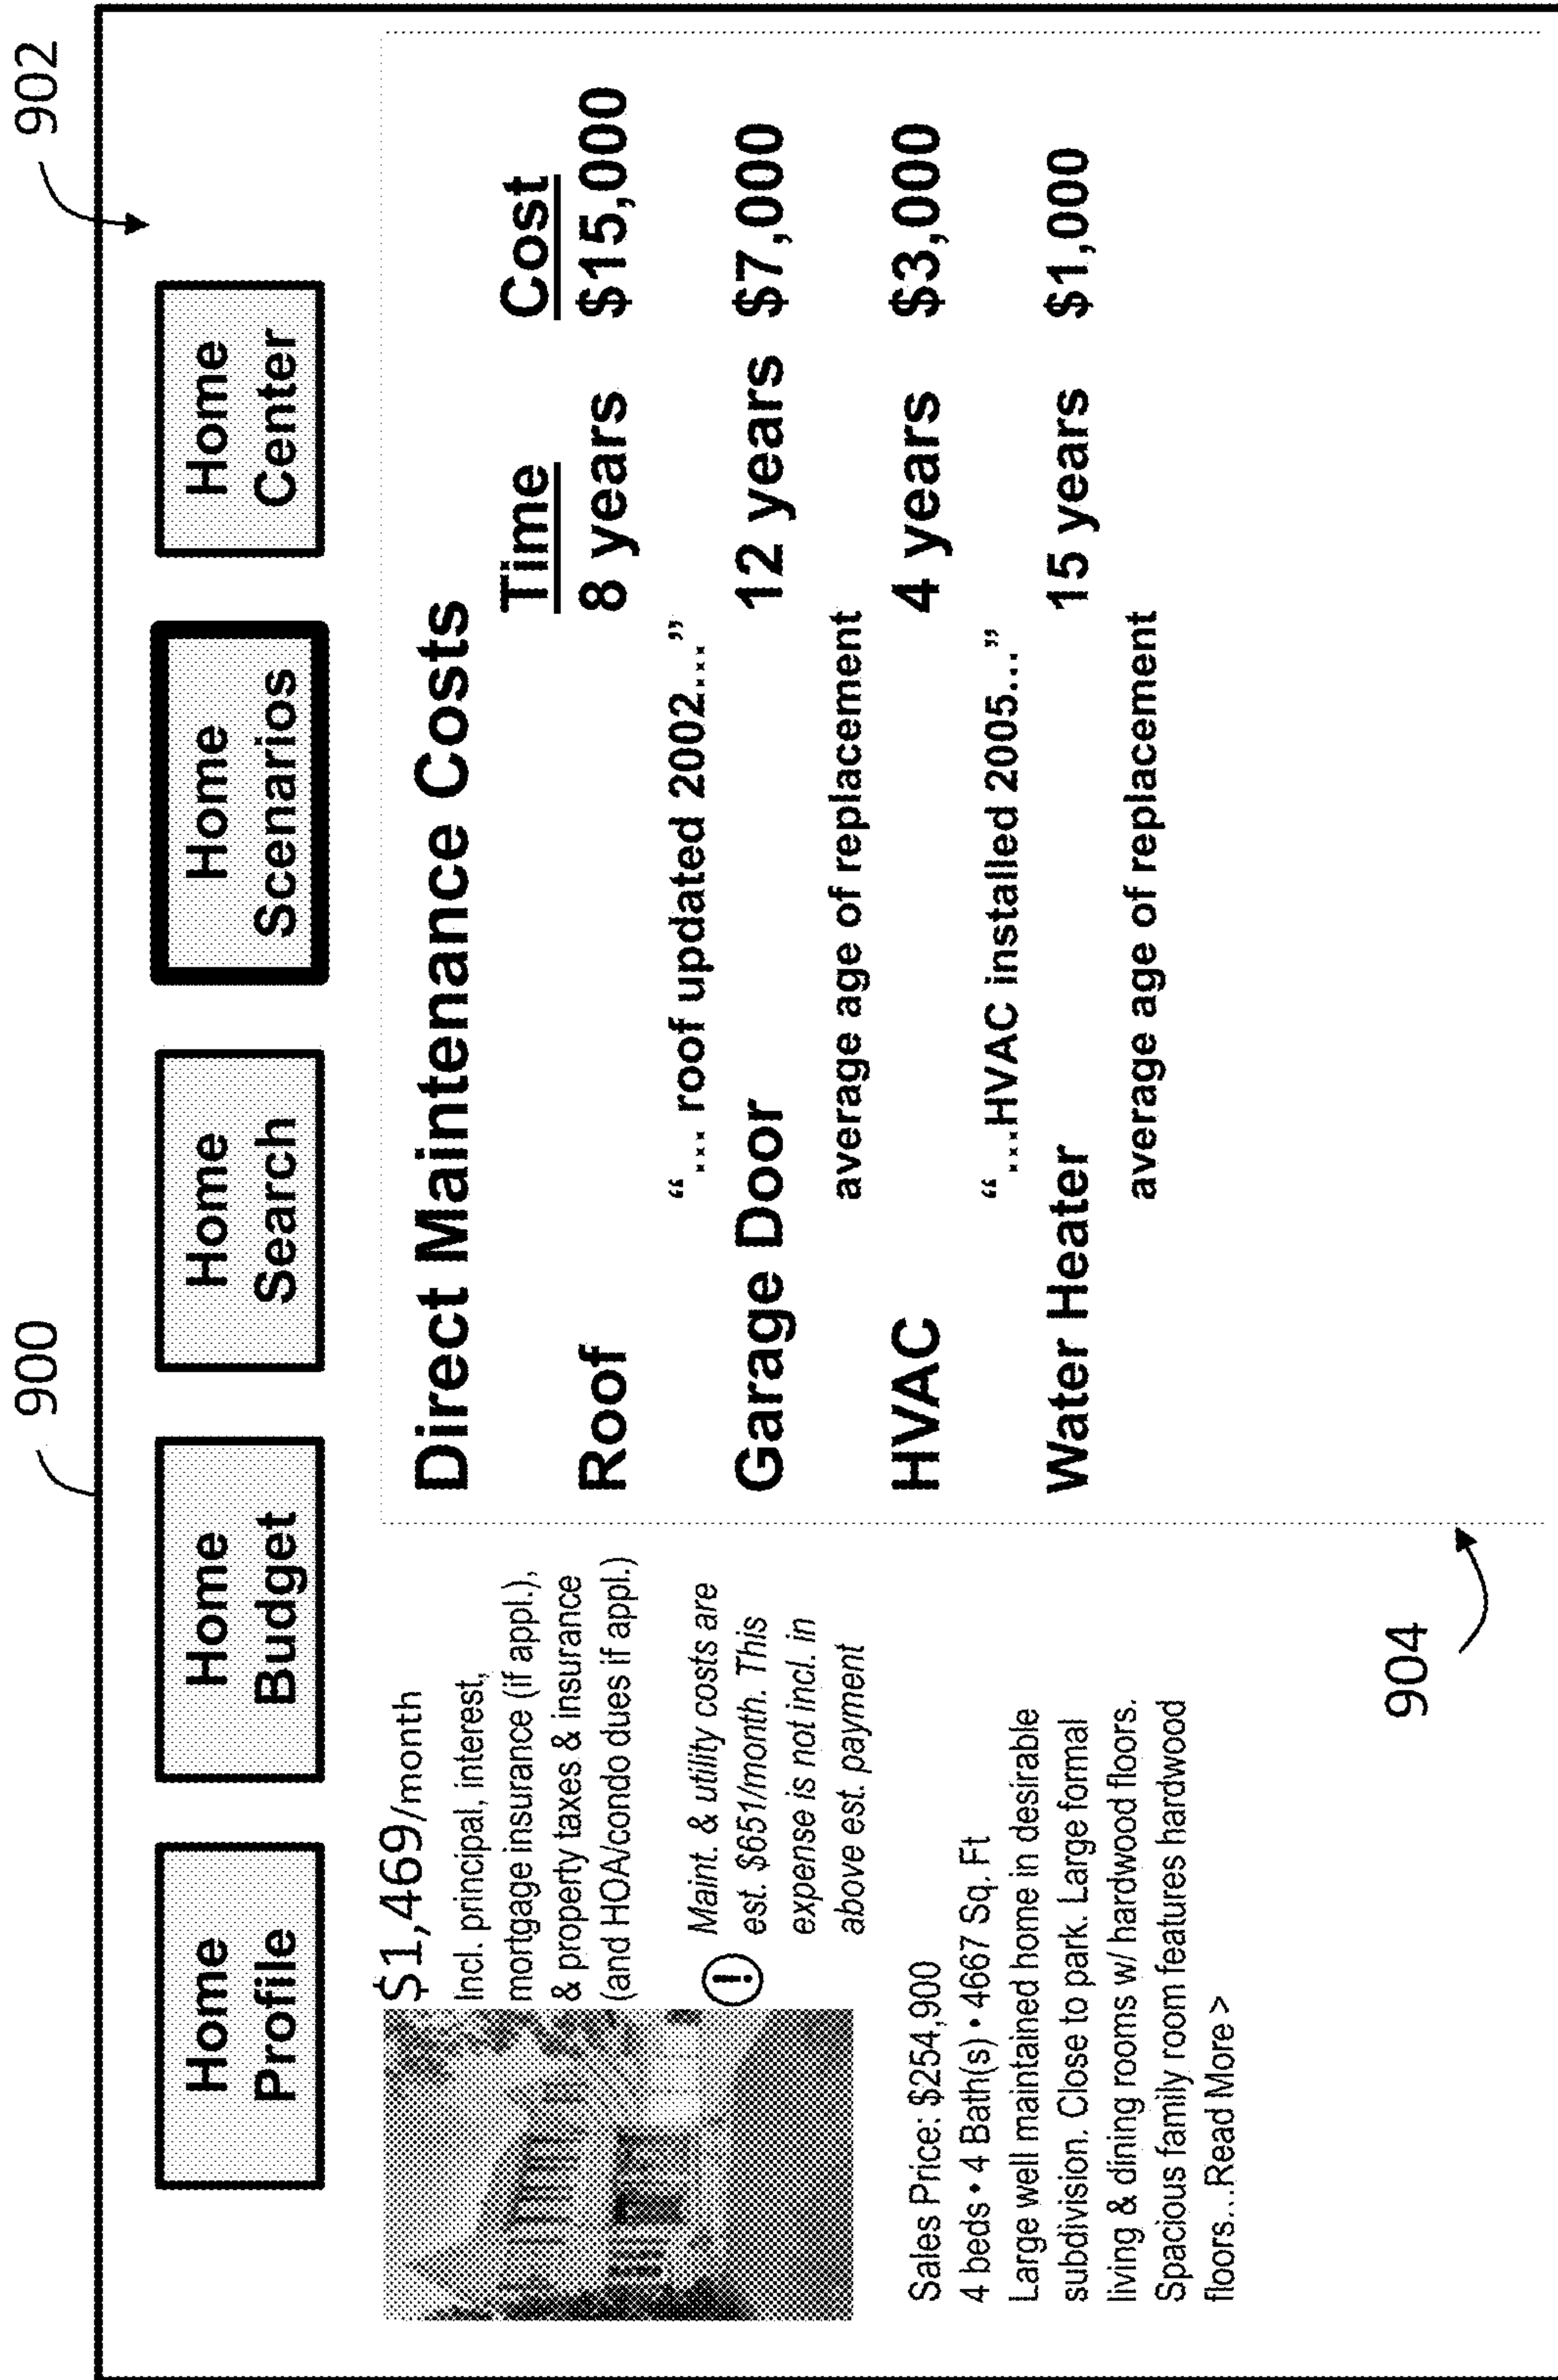 900
902
Home
Profile
Home
Budget
Home
Search
Home
Scenarios
Home
Center
$1,469/month
Incl. principal, interest,
mortgage insurance (if appl.),
& property taxes & insurance
(and HOA/condo dues if appl.)
! Maint. & utility costs are
est. $651/month. This
expense is not incl. in
above est. payment
Sales Price: $254,900
4 beds • 4 Bath(s) • 4667 Sq. Ft
Large well maintained home in desirable
subdivision. Close to park. Large formal
living & dining rooms w/ hardwood floors.
Spacious family room features hardwood
floors...Read More >
904
Direct Maintenance Costs
Time Cost
Roof 8 years $15,000
“... roof updated 2002...”
Garage Door 12 years $7,000
average age of replacement
HVAC 4 years $3,000
“...HVAC installed 2005...”
Water Heater 15 years $1,000
average age of replacement